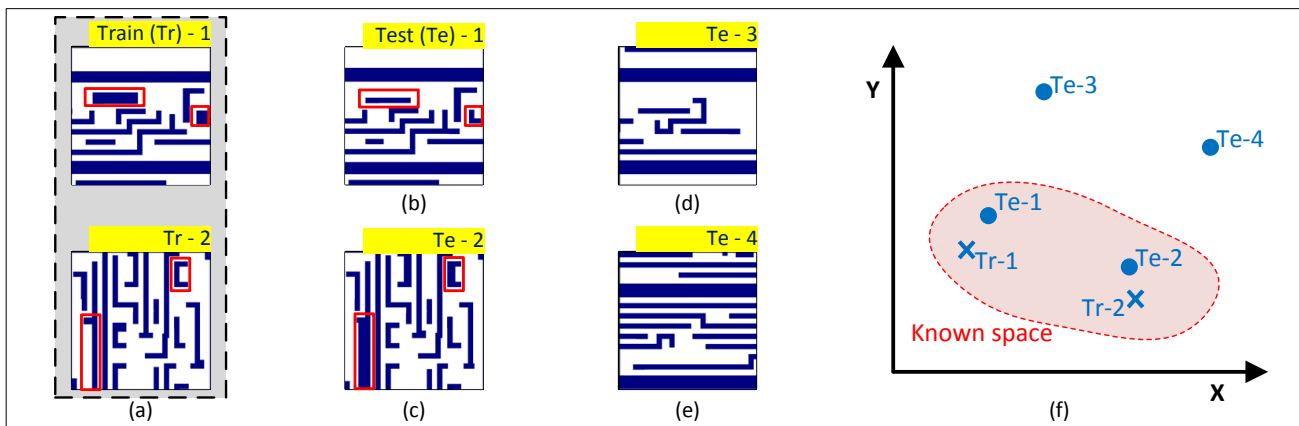 Train (Tr) - 1
Test (Te) - 1
Te - 3
(b)
(d)
Tr - 2
Te - 2
Te - 4
(a)
(c)
(e)
Y
Te-3
Te-4
Te-1
Tr-1
Te-2
Tr-2
Known space
X
(f)